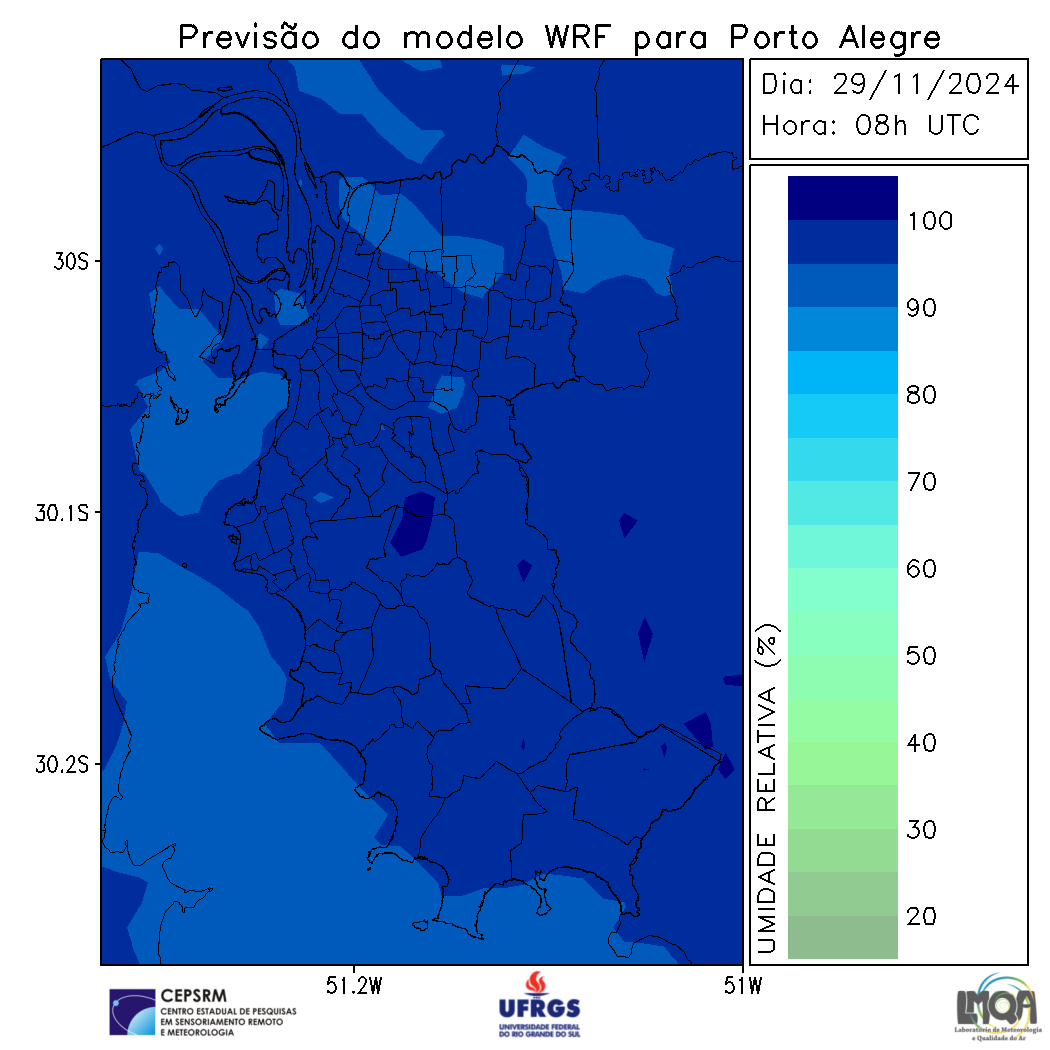 Previsão do modelo WRF para Porto Alegre
Dia: 29/11/2024
Hora: 08h UTC
30S
30.1S
30.2S
51.2W
51W
100
90
80
70
60
50
40
30
20
UMIDADE RELATIVA (%)
CEPSRM
CENTRO ESTADUAL DE PESQUISAS
EM SENSORIAMENTO REMOTO
E METEOROLOGIA
UFRGS
UNIVERSIDADE FEDERAL
DO RIO GRANDE DO SUL
LMQA
Laboratório de Meteorologia
e Qualidade do Ar